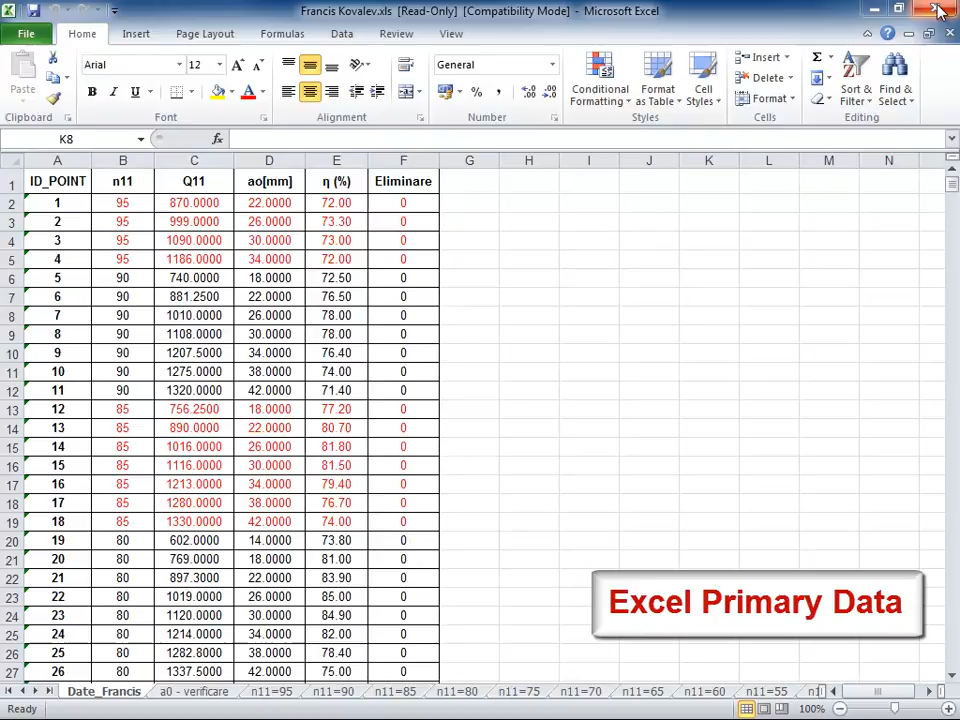 Francis Kovalev.xls [Read-Only] [Compatibility Mode] - Microsoft Excel
File Home Insert Page Layout Formulas Data Review View
Paste Arial 12 General Conditional Formatting Format as Table Cell Styles Insert Delete Format Sort & Filter Find & Select
Clipboard Font Alignment Number Styles Cells Editing
K8 fx
A B C D E F G H I J K L M N
1 ID_POINT n11 Q11 ao[mm] η (%) Eliminare
2 1 95 870.0000 22.0000 72.00 0
3 2 95 999.0000 26.0000 73.30 0
4 3 95 1090.0000 30.0000 73.00 0
5 4 95 1186.0000 34.0000 72.00 0
6 5 90 740.0000 18.0000 72.50 0
7 6 90 881.2500 22.0000 76.50 0
8 7 90 1010.0000 26.0000 78.00 0
9 8 90 1108.0000 30.0000 78.00 0
10 9 90 1207.5000 34.0000 76.40 0
11 10 90 1275.0000 38.0000 74.00 0
12 11 90 1320.0000 42.0000 71.40 0
13 12 85 756.2500 18.0000 77.20 0
14 13 85 890.0000 22.0000 80.70 0
15 14 85 1016.0000 26.0000 81.80 0
16 15 85 1116.0000 30.0000 81.50 0
17 16 85 1213.0000 34.0000 79.40 0
18 17 85 1280.0000 38.0000 76.70 0
19 18 85 1330.0000 42.0000 74.00 0
20 19 80 602.0000 14.0000 73.80 0
21 20 80 769.0000 18.0000 81.00 0
22 21 80 897.3000 22.0000 83.90 0
23 22 80 1019.0000 26.0000 85.00 0
24 23 80 1120.0000 30.0000 84.90 0
25 24 80 1214.0000 34.0000 82.00 0
26 25 80 1282.8000 38.0000 78.40 0
27 26 80 1337.5000 42.0000 75.00 0
Excel Primary Data
Date_Francis a0 - verificare n11=95 n11=90 n11=85 n11=80 n11=75 n11=70 n11=65 n11=60 n11=55
Ready 100%